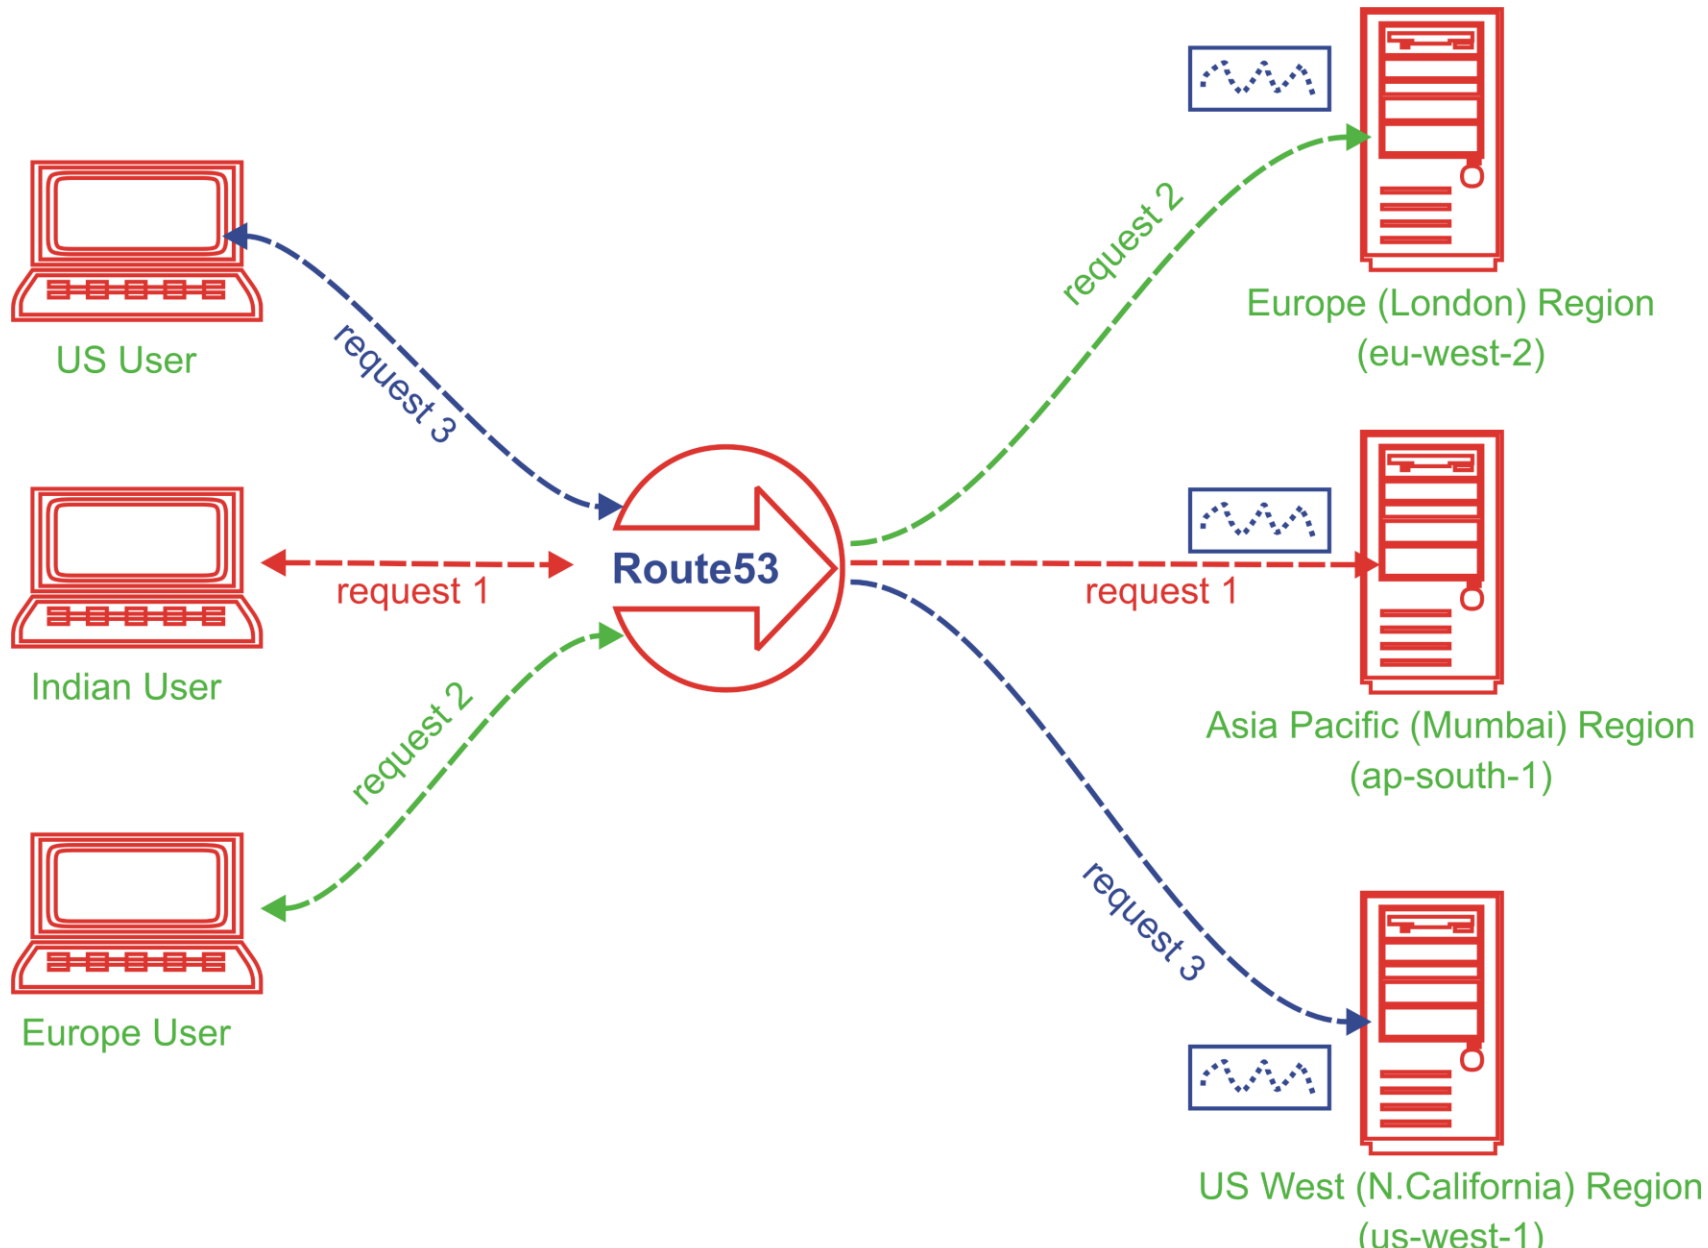 request 2
Europe (London) Region
(eu-west-2)
US User
request 3
Route53
request 1
request 1
Indian User
request 2
Asia Pacific (Mumbai) Region
(ap-south-1)
request 3
Europe User
US West (N.California) Region
(us-west-1)